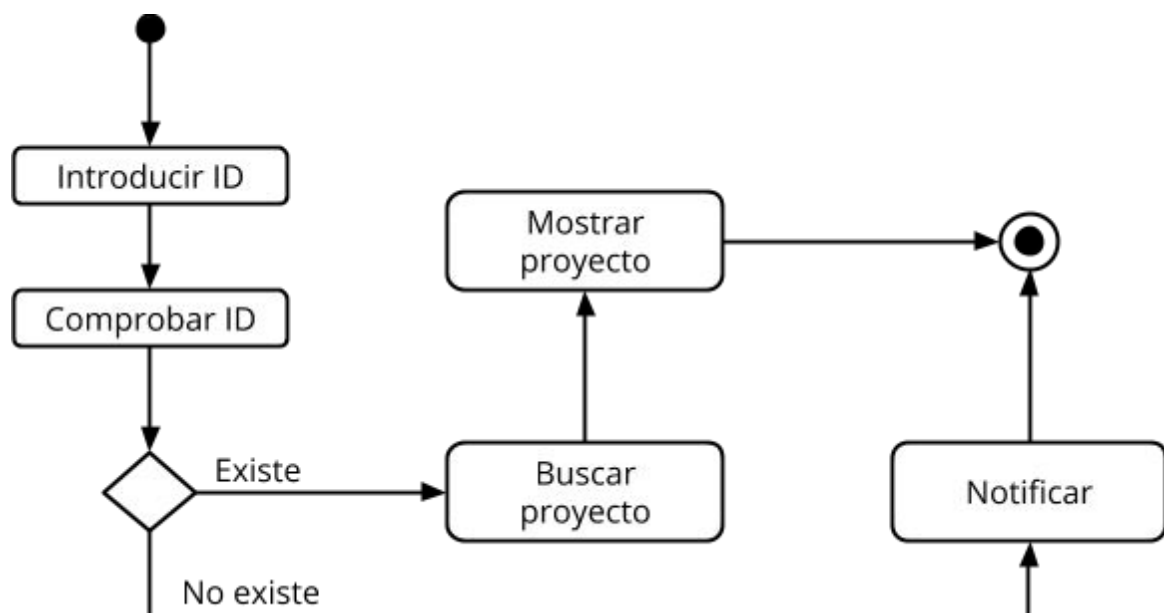 Introducir ID
Comprobar ID
Existe
No existe
Mostrar
proyecto
Buscar
proyecto
Notificar